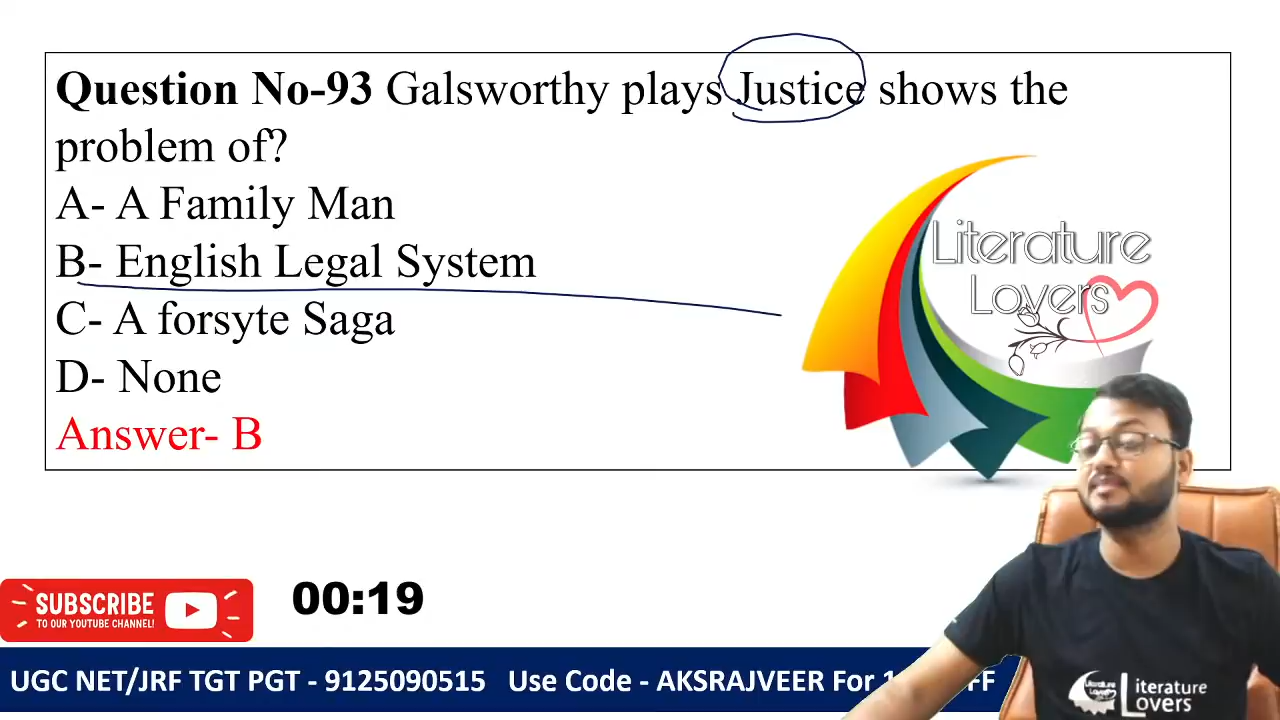 Question No-93 Galsworthy plays Justice shows the
problem of?
A- A Family Man
B- English Legal System
C- A forsyte Saga
D- None
Answer- B
Literature
Lovers
00:19
SUBSCRIBE
TO OUR YOUTUBE CHANNEL!
UGC NET/JRF TGT PGT - 9125090515 Use Code - AKSRAJVEER For
Literature
Lovers